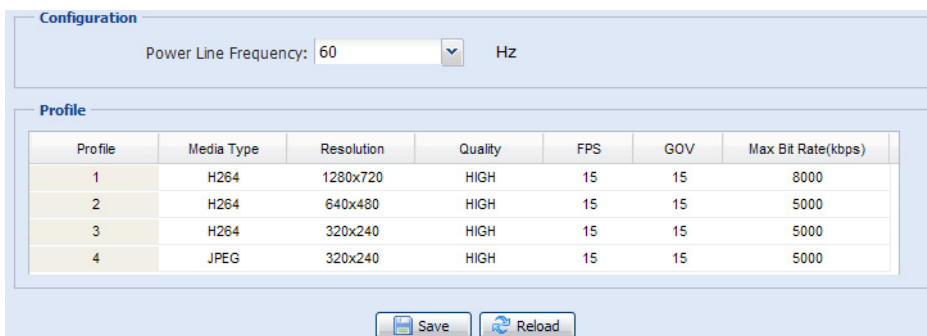 Configuration
Power Line Frequency: 60 Hz
Profile
Profile Media Type Resolution Quality FPS GOV Max Bit Rate(kbps)
1 H264 1280x720 HIGH 15 15 8000
2 H264 640x480 HIGH 15 15 5000
3 H264 320x240 HIGH 15 15 5000
4 JPEG 320x240 HIGH 15 15 5000
Save Reload